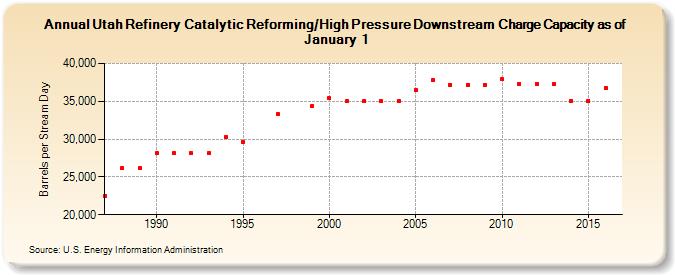 Annual Utah Refinery Catalytic Reforming/High Pressure Downstream Charge Capacity as of
January 1
Barrels per Stream Day
40,000
35,000
30,000
25,000
20,000
1990 1995 2000 2005 2010 2015
Source: U.S. Energy Information Administration